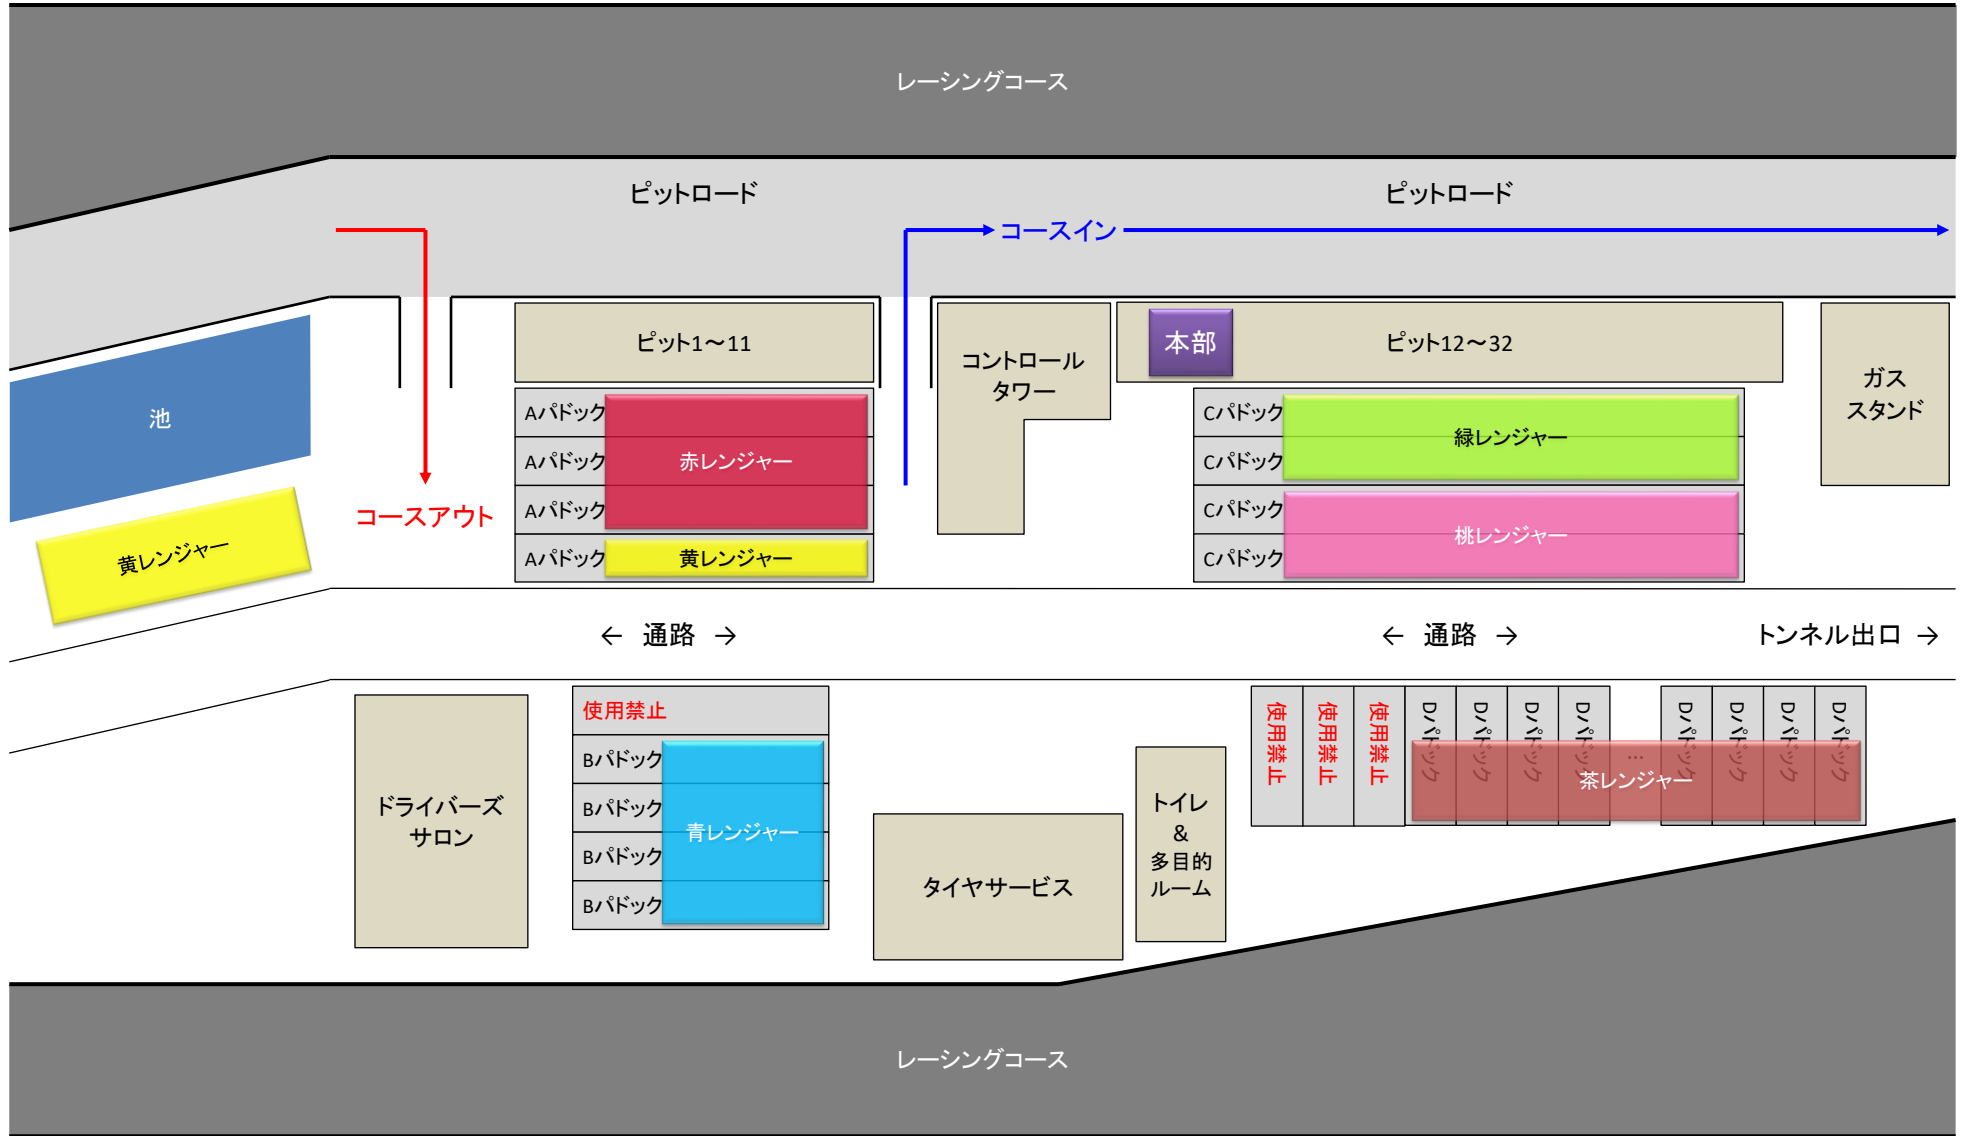 レーシングコース
ピットロード
ピットロード
コースイン
ピット1～11
本部
ピット12～32
コントロール
タワー
ガス
スタンド
池
Aパドック
Aパドック
Aパドック
Aパドック
赤レンジャー
黄レンジャー
Cパドック
Cパドック
Cパドック
Cパドック
緑レンジャー
桃レンジャー
コースアウト
黄レンジャー
← 通路 →
← 通路 →
トンネル出口 →
ドライバーズ
サロン
使用禁止
Bパドック
Bパドック
Bパドック
Bパドック
青レンジャー
タイヤサービス
トイレ
&
多目的
ルーム
使用禁止
使用禁止
使用禁止
Dパドック
Dパドック
Dパドック
Dパドック
…
Dパドック
Dパドック
Dパドック
Dパドック
茶レンジャー
レーシングコース